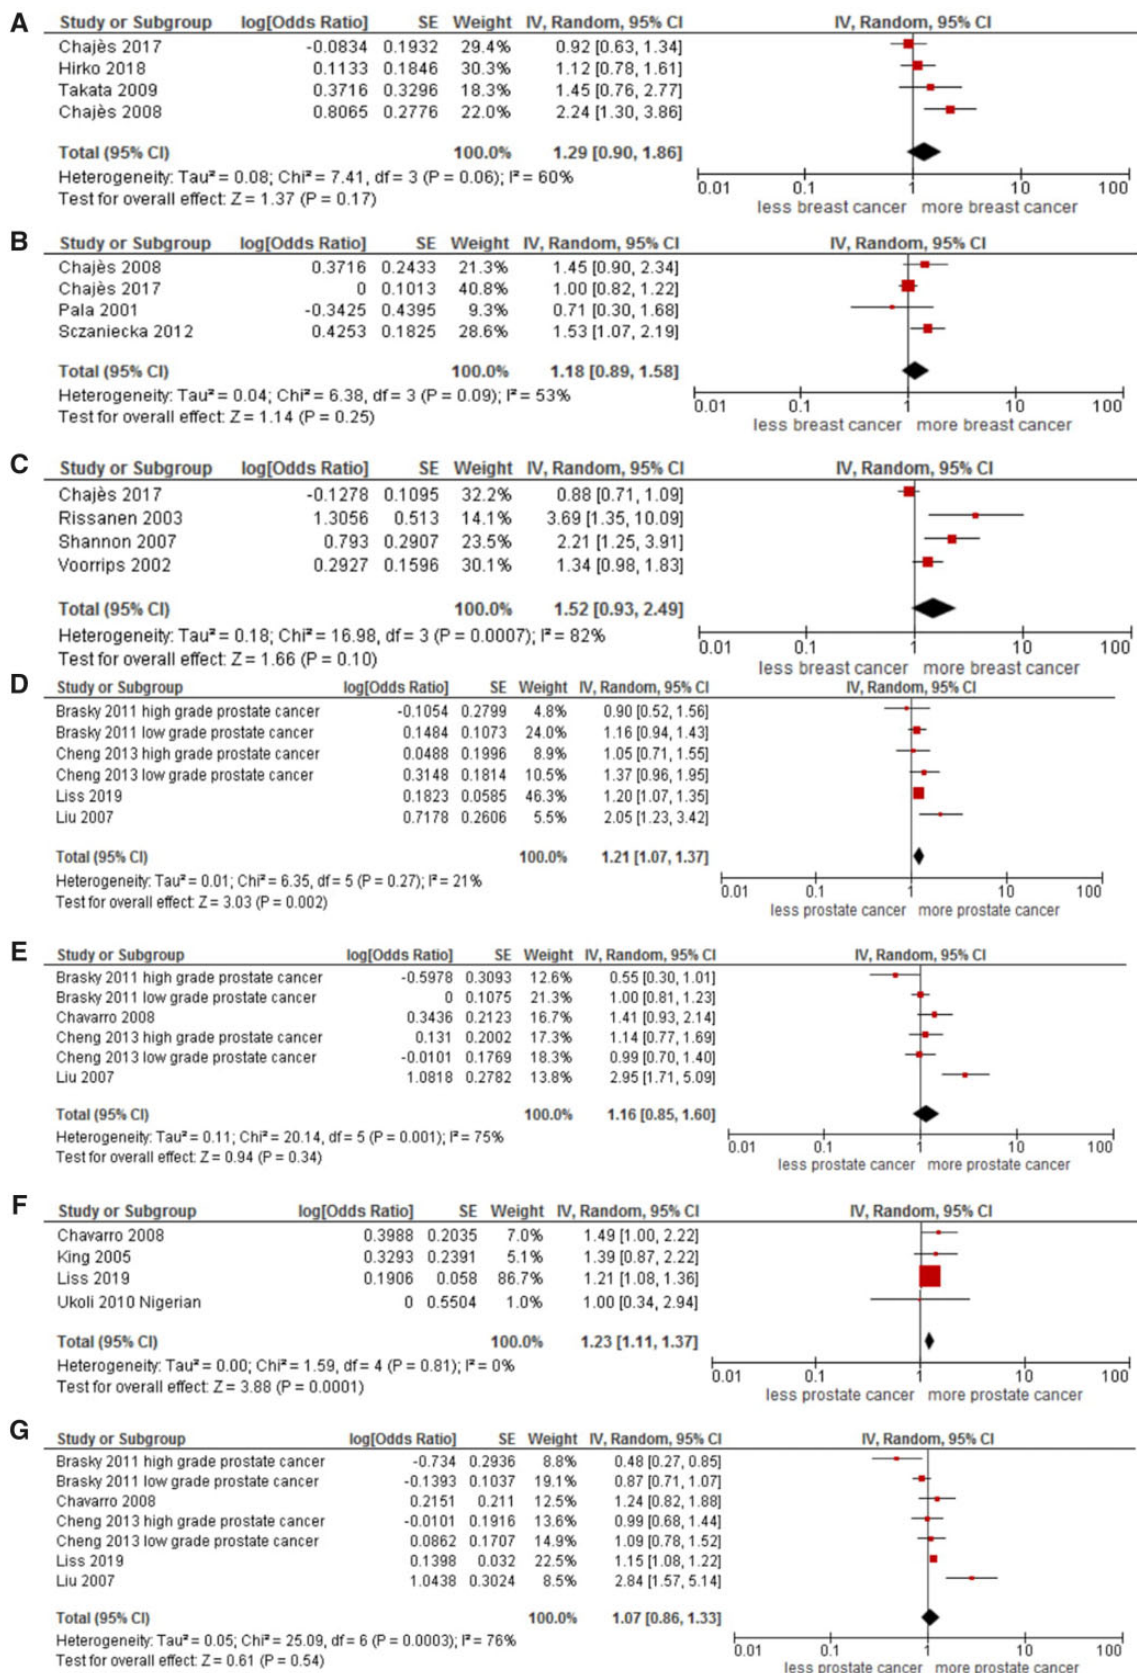 A
Study or Subgroup log[Odds Ratio] SE Weight IV, Random, 95% CI IV, Random, 95% CI
Chajès 2017 -0.0834 0.1932 29.4% 0.92 [0.63, 1.34]
Hirko 2018 0.1133 0.1846 30.3% 1.12 [0.78, 1.61]
Takata 2009 0.3716 0.3296 18.3% 1.45 [0.76, 2.77]
Chajès 2008 0.8065 0.2776 22.0% 2.24 [1.30, 3.86]
Total (95% CI) 100.0% 1.29 [0.90, 1.86]
Heterogeneity: Tau² = 0.08; Chi² = 7.41, df = 3 (P = 0.06); I² = 60%
Test for overall effect: Z = 1.37 (P = 0.17)
0.01 0.1 1 10 100
less breast cancer more breast cancer
B
Study or Subgroup log[Odds Ratio] SE Weight IV, Random, 95% CI IV, Random, 95% CI
Chajès 2008 0.3716 0.2433 21.3% 1.45 [0.90, 2.34]
Chajès 2017 0 0.1013 40.8% 1.00 [0.82, 1.22]
Pala 2001 -0.3425 0.4395 9.3% 0.71 [0.30, 1.68]
Sczaniecka 2012 0.4253 0.1825 28.6% 1.53 [1.07, 2.19]
Total (95% CI) 100.0% 1.18 [0.89, 1.58]
Heterogeneity: Tau² = 0.04; Chi² = 6.38, df = 3 (P = 0.09); I² = 53%
Test for overall effect: Z = 1.14 (P = 0.25)
0.01 0.1 1 10 100
less breast cancer more breast cancer
C
Study or Subgroup log[Odds Ratio] SE Weight IV, Random, 95% CI IV, Random, 95% CI
Chajès 2017 -0.1278 0.1095 32.2% 0.88 [0.71, 1.09]
Rissanen 2003 1.3056 0.513 14.1% 3.69 [1.35, 10.09]
Shannon 2007 0.793 0.2907 23.5% 2.21 [1.25, 3.91]
Voorrips 2002 0.2927 0.1596 30.1% 1.34 [0.98, 1.83]
Total (95% CI) 100.0% 1.52 [0.93, 2.49]
Heterogeneity: Tau² = 0.18; Chi² = 16.98, df = 3 (P = 0.0007); I² = 82%
Test for overall effect: Z = 1.66 (P = 0.10)
0.01 0.1 1 10 100
less breast cancer more breast cancer
D
Study or Subgroup log[Odds Ratio] SE Weight IV, Random, 95% CI IV, Random, 95% CI
Brasky 2011 high grade prostate cancer -0.1054 0.2799 4.8% 0.90 [0.52, 1.56]
Brasky 2011 low grade prostate cancer 0.1484 0.1073 24.0% 1.16 [0.94, 1.43]
Cheng 2013 high grade prostate cancer 0.0488 0.1996 8.9% 1.05 [0.71, 1.55]
Cheng 2013 low grade prostate cancer 0.3148 0.1814 10.5% 1.37 [0.96, 1.95]
Liss 2019 0.1823 0.0585 46.3% 1.20 [1.07, 1.35]
Liu 2007 0.7178 0.2606 5.5% 2.05 [1.23, 3.42]
Total (95% CI) 100.0% 1.21 [1.07, 1.37]
Heterogeneity: Tau² = 0.01; Chi² = 6.35, df = 5 (P = 0.27); I² = 21%
Test for overall effect: Z = 3.03 (P = 0.002)
0.01 0.1 1 10 100
less prostate cancer more prostate cancer
E
Study or Subgroup log[Odds Ratio] SE Weight IV, Random, 95% CI IV, Random, 95% CI
Brasky 2011 high grade prostate cancer -0.5978 0.3093 12.6% 0.55 [0.30, 1.01]
Brasky 2011 low grade prostate cancer 0 0.1075 21.3% 1.00 [0.81, 1.23]
Chavarro 2008 0.3436 0.2123 16.7% 1.41 [0.93, 2.14]
Cheng 2013 high grade prostate cancer 0.131 0.2002 17.3% 1.14 [0.77, 1.69]
Cheng 2013 low grade prostate cancer -0.0101 0.1769 18.3% 0.99 [0.70, 1.40]
Liu 2007 1.0818 0.2782 13.8% 2.95 [1.71, 5.09]
Total (95% CI) 100.0% 1.16 [0.85, 1.60]
Heterogeneity: Tau² = 0.11; Chi² = 20.14, df = 5 (P = 0.001); I² = 75%
Test for overall effect: Z = 0.94 (P = 0.34)
0.01 0.1 1 10 100
less prostate cancer more prostate cancer
F
Study or Subgroup log[Odds Ratio] SE Weight IV, Random, 95% CI IV, Random, 95% CI
Chavarro 2008 0.3988 0.2035 7.0% 1.49 [1.00, 2.22]
King 2005 0.3293 0.2391 5.1% 1.39 [0.87, 2.22]
Liss 2019 0.1906 0.058 86.7% 1.21 [1.08, 1.36]
Ukoli 2010 Nigerian 0 0.5504 1.0% 1.00 [0.34, 2.94]
Total (95% CI) 100.0% 1.23 [1.11, 1.37]
Heterogeneity: Tau² = 0.00; Chi² = 1.59, df = 4 (P = 0.81); I² = 0%
Test for overall effect: Z = 3.88 (P = 0.0001)
0.01 0.1 1 10 100
less prostate cancer more prostate cancer
G
Study or Subgroup log[Odds Ratio] SE Weight IV, Random, 95% CI IV, Random, 95% CI
Brasky 2011 high grade prostate cancer -0.734 0.2936 8.8% 0.48 [0.27, 0.85]
Brasky 2011 low grade prostate cancer -0.1393 0.1037 19.1% 0.87 [0.71, 1.07]
Chavarro 2008 0.2151 0.211 12.5% 1.24 [0.82, 1.88]
Cheng 2013 high grade prostate cancer -0.0101 0.1916 13.6% 0.99 [0.68, 1.44]
Cheng 2013 low grade prostate cancer 0.0862 0.1707 14.9% 1.09 [0.78, 1.52]
Liss 2019 0.1398 0.032 22.5% 1.15 [1.08, 1.22]
Liu 2007 1.0438 0.3024 8.5% 2.84 [1.57, 5.14]
Total (95% CI) 100.0% 1.07 [0.86, 1.33]
Heterogeneity: Tau² = 0.05; Chi² = 25.09, df = 6 (P = 0.0003); I² = 76%
Test for overall effect: Z = 0.61 (P = 0.54)
0.01 0.1 1 10 100
less prostate cancer more prostate cancer